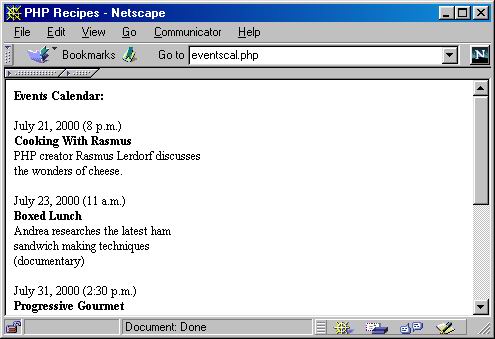 PHP Recipes - Netscape
File Edit View Go Communicator Help
Bookmarks Go to eventscal.php N
Events Calendar:
July 21, 2000 (8 p.m.)
Cooking With Rasmus
PHP creator Rasmus Lerdorf discusses
the wonders of cheese.
July 23, 2000 (11 a.m.)
Boxed Lunch
Andrea researches the latest ham
sandwich making techniques
(documentary)
July 31, 2000 (2:30 p.m.)
Progressive Gourmet
Document: Done